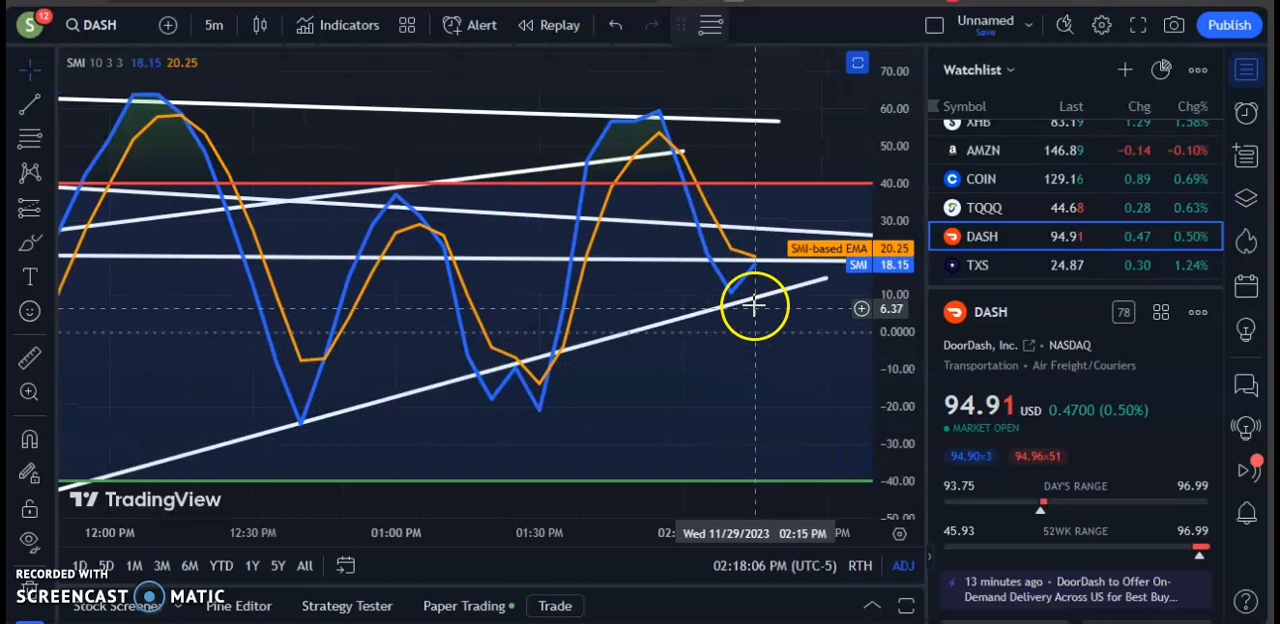 S
12
DASH
5m
Indicators
Alert
Replay
Unnamed
Save
Publish
SMI 10 3 3 18.15 20.25
70.00
60.00
50.00
40.00
30.00
SMI-based EMA 20.25
SMI 18.15
10.00
6.37
0.0000
−10.00
−20.00
−30.00
−40.00
−50.00
TradingView
12:00 PM 12:30 PM 01:00 PM 01:30 PM 02: Wed 11/29/2023 02:15 PM PM
1D 5D 1M 3M 6M YTD 1Y 5Y All
02:18:06 PM (UTC-5) RTH ADJ
RECORDED WITH
SCREENCAST MATIC
Stock Screener Pine Editor Strategy Tester Paper Trading Trade
Watchlist
Symbol Last Chg Chg%
XHB 83.19 1.29 1.58%
AMZN 146.89 −0.14 −0.10%
COIN 129.16 0.89 0.69%
TQQQ 44.68 0.28 0.63%
DASH 94.91 0.47 0.50%
TXS 24.87 0.30 1.24%
DASH
78
DoorDash, Inc. • NASDAQ
Transportation • Air Freight/Couriers
94.91 USD 0.4700 (0.50%)
MARKET OPEN
94.90×3 94.96×51
93.75 DAY'S RANGE 96.99
45.93 52WK RANGE 96.99
13 minutes ago • DoorDash to Offer On-
Demand Delivery Across US for Best Buy...